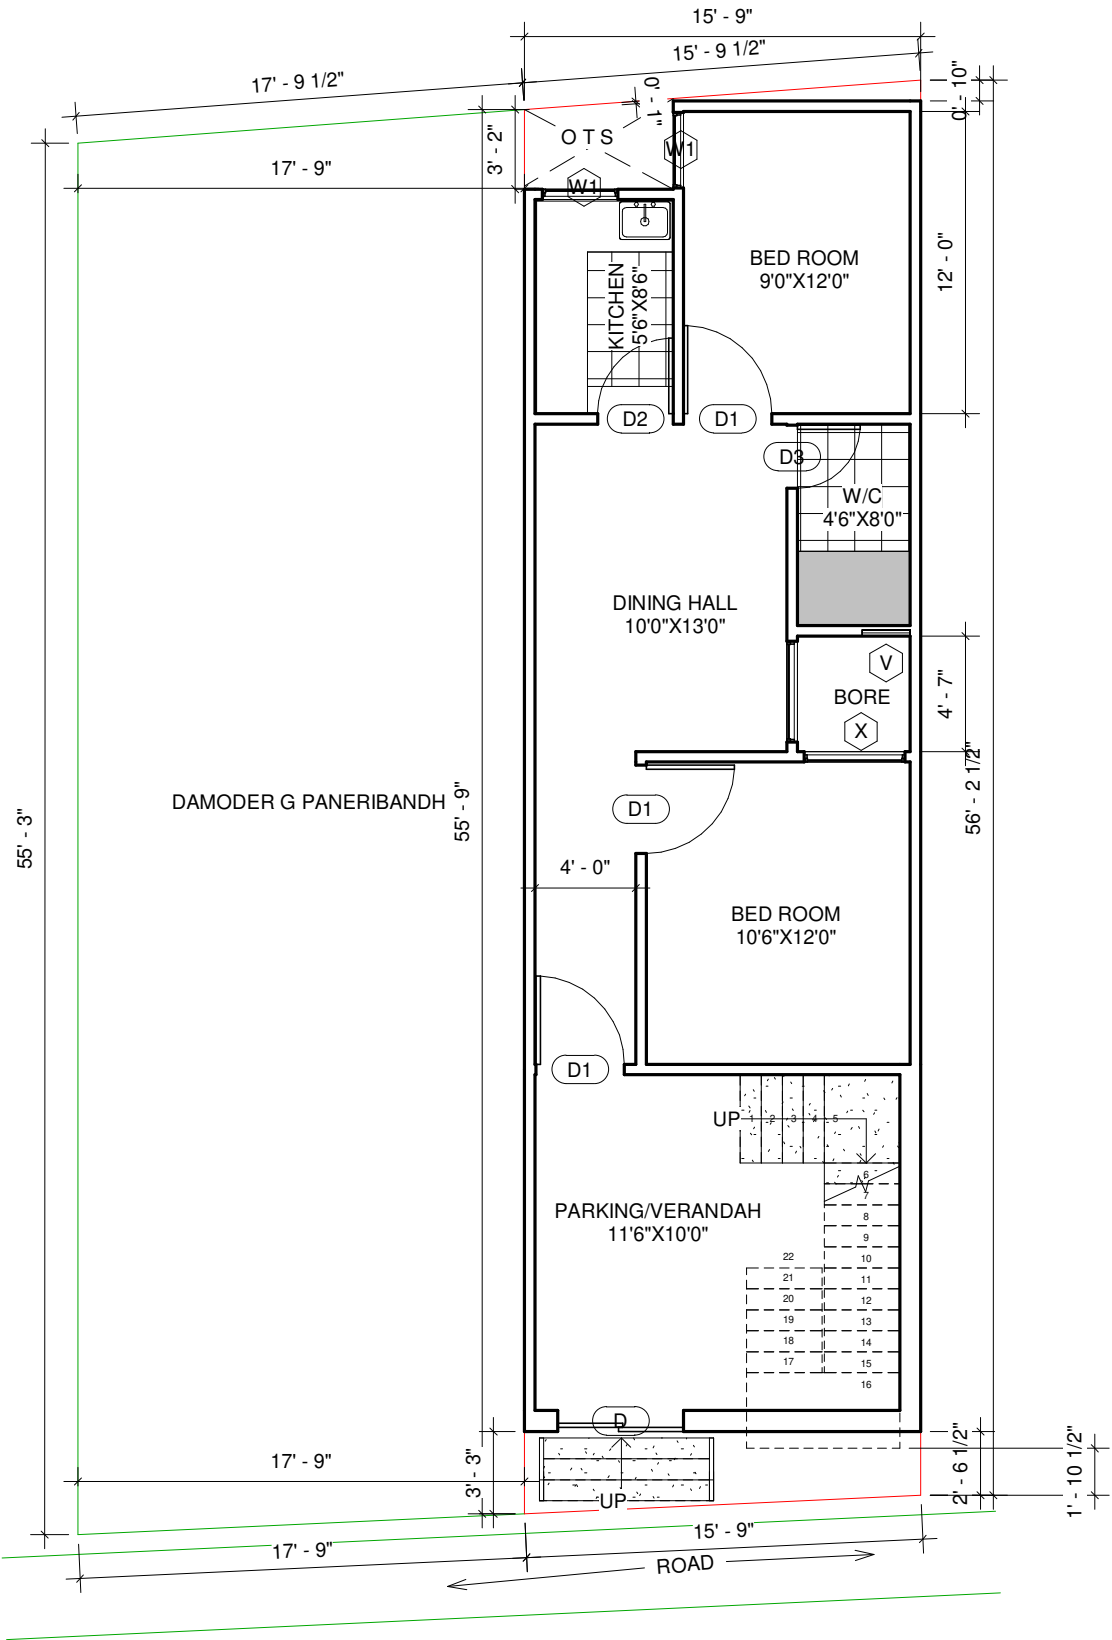 15' - 9"
15' - 9 1/2"
17' - 9 1/2"
0' - 10"
0' - 1"
3' - 2"
O T S
W1
17' - 9"
W1
BED ROOM
9'0"X12'0"
12' - 0"
KITCHEN
5'6"X8'6"
D2
D1
D3
W/C
4'6"X8'0"
DINING HALL
10'0"X13'0"
V
4' - 7"
BORE
X
56' - 2 1/2"
55' - 3"
DAMODER G PANERIBANDH
55' - 9"
D1
4' - 0"
BED ROOM
10'6"X12'0"
D1
UP
1
2
3
4
5
6
7
8
9
10
11
12
13
14
15
16
PARKING/VERANDAH
11'6"X10'0"
22
21
20
19
18
17
D
17' - 9"
3' - 3"
UP
2' - 6 1/2"
1' - 10 1/2"
17' - 9"
15' - 9"
ROAD